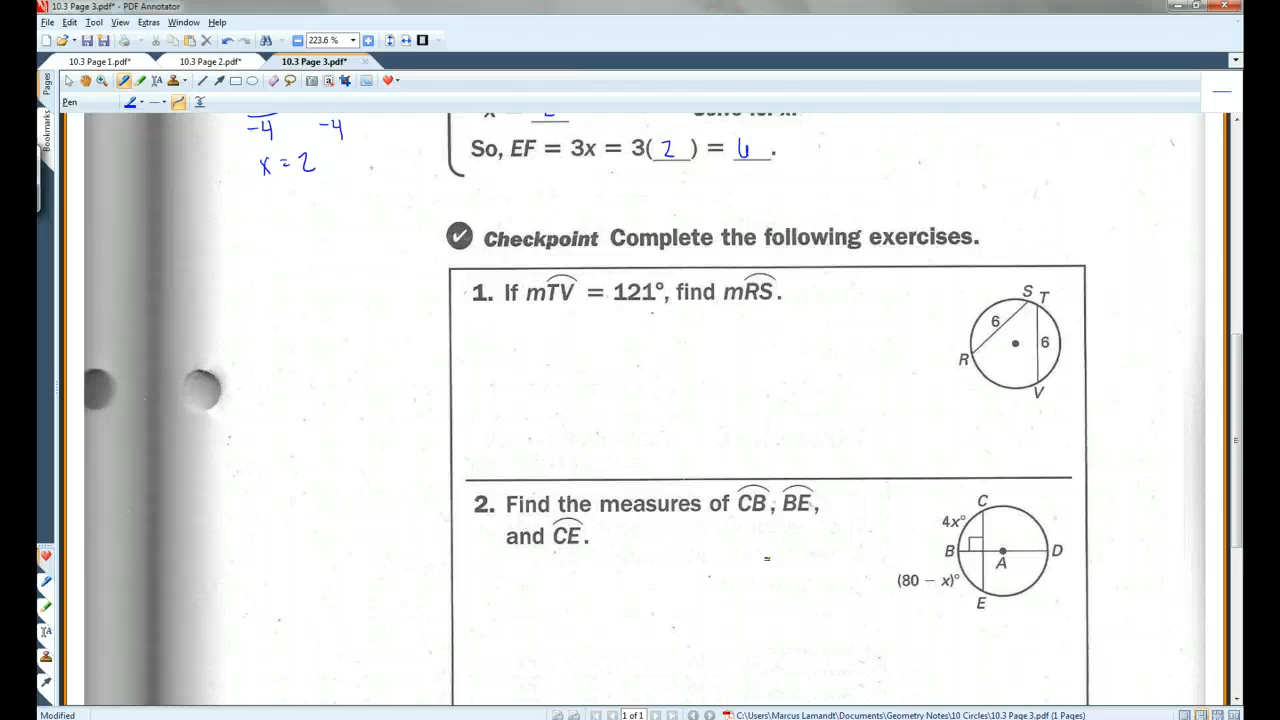 10.3 Page 3.pdf* - PDF Annotator
File Edit Tool View Extras Window Help
223.6 %
10.3 Page 1.pdf* 10.3 Page 2.pdf* 10.3 Page 3.pdf*
Pen
Pages
Bookmarks
-4 -4
x = 2
So, EF = 3x = 3( 2 ) = 6 .
Checkpoint Complete the following exercises.
1. If mTV = 121°, find mRS.
S T
6
6
R
V
2. Find the measures of CB, BE,
and CE.
C
4x°
B
D
A
(80 − x)°
E
Modified
1 of 1
C:\Users\Marcus Lamandt\Documents\Geometry Notes\10 Circles\10.3 Page 3.pdf (1 Pages)